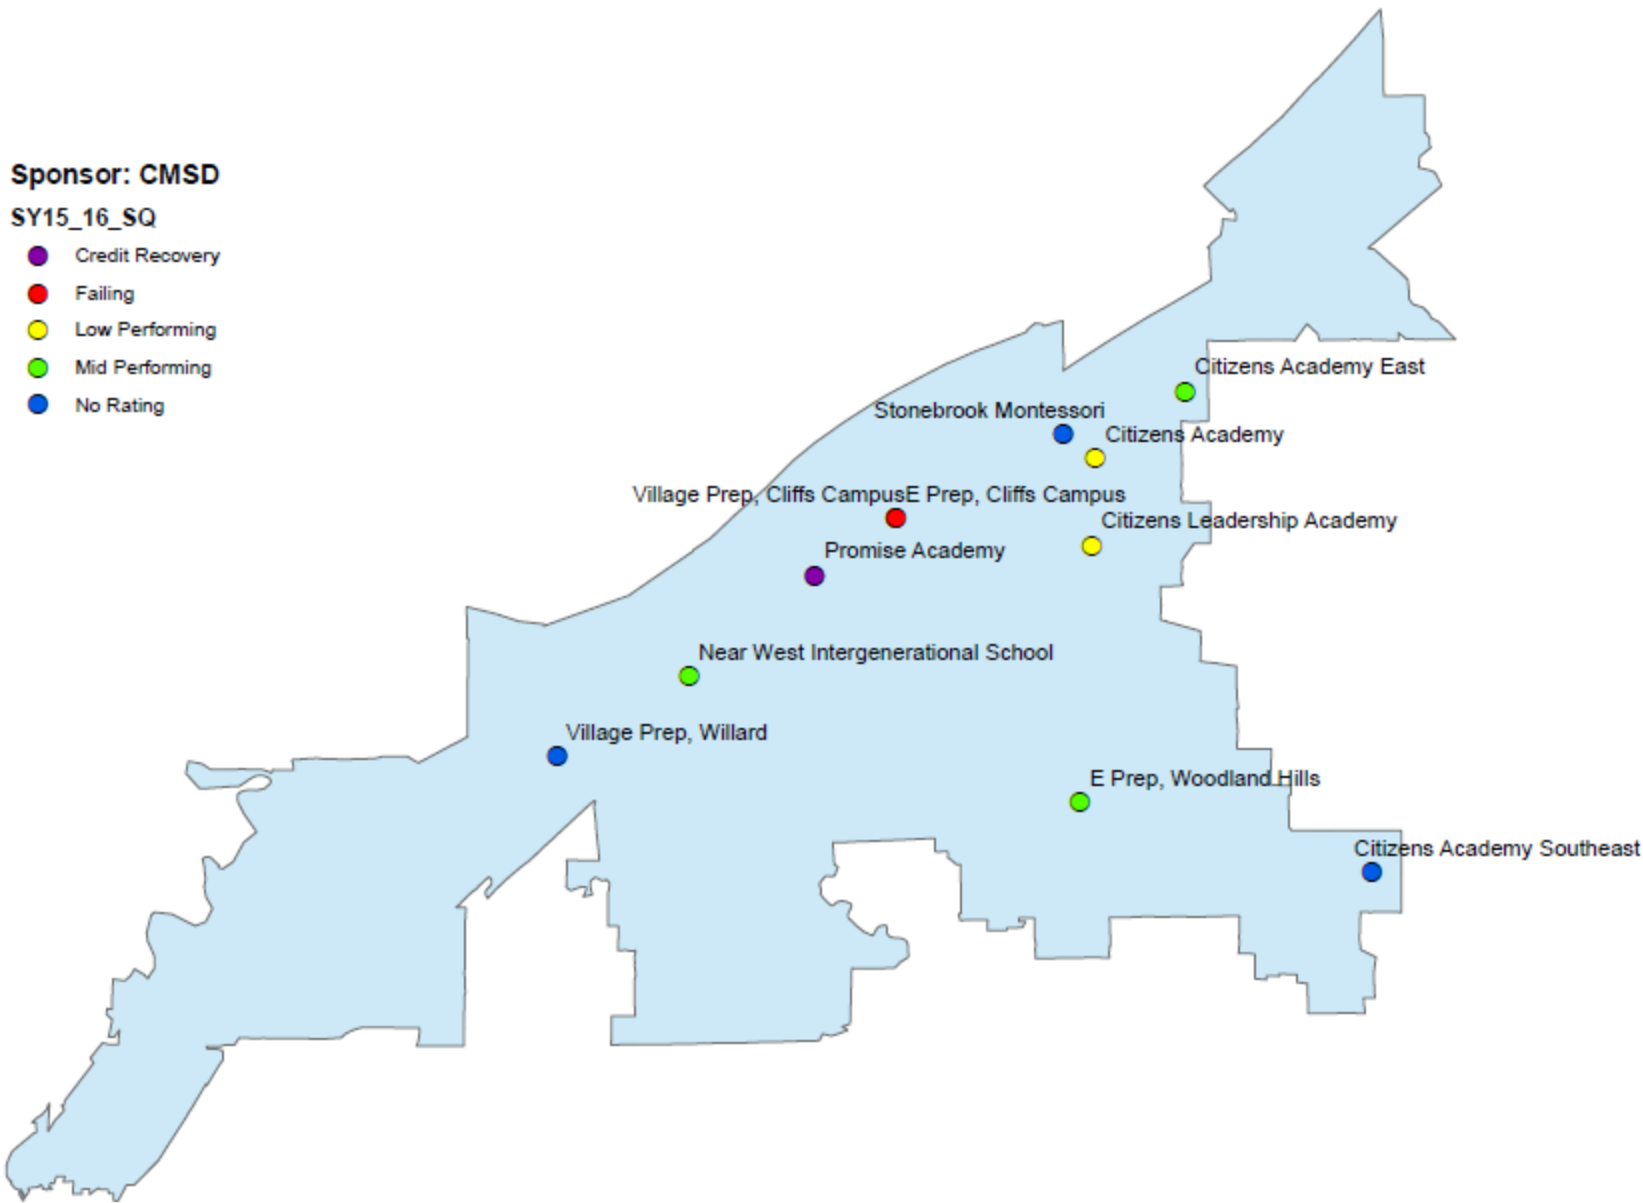 Sponsor: CMSD
SY15_16_SQ
Credit Recovery
Failing
Low Performing
Mid Performing
No Rating
Citizens Academy East
Stonebrook Montessori
Citizens Academy
Village Prep, Cliffs CampusE Prep, Cliffs Campus
Citizens Leadership Academy
Promise Academy
Near West Intergenerational School
Village Prep, Willard
E Prep, Woodland Hills
Citizens Academy Southeast